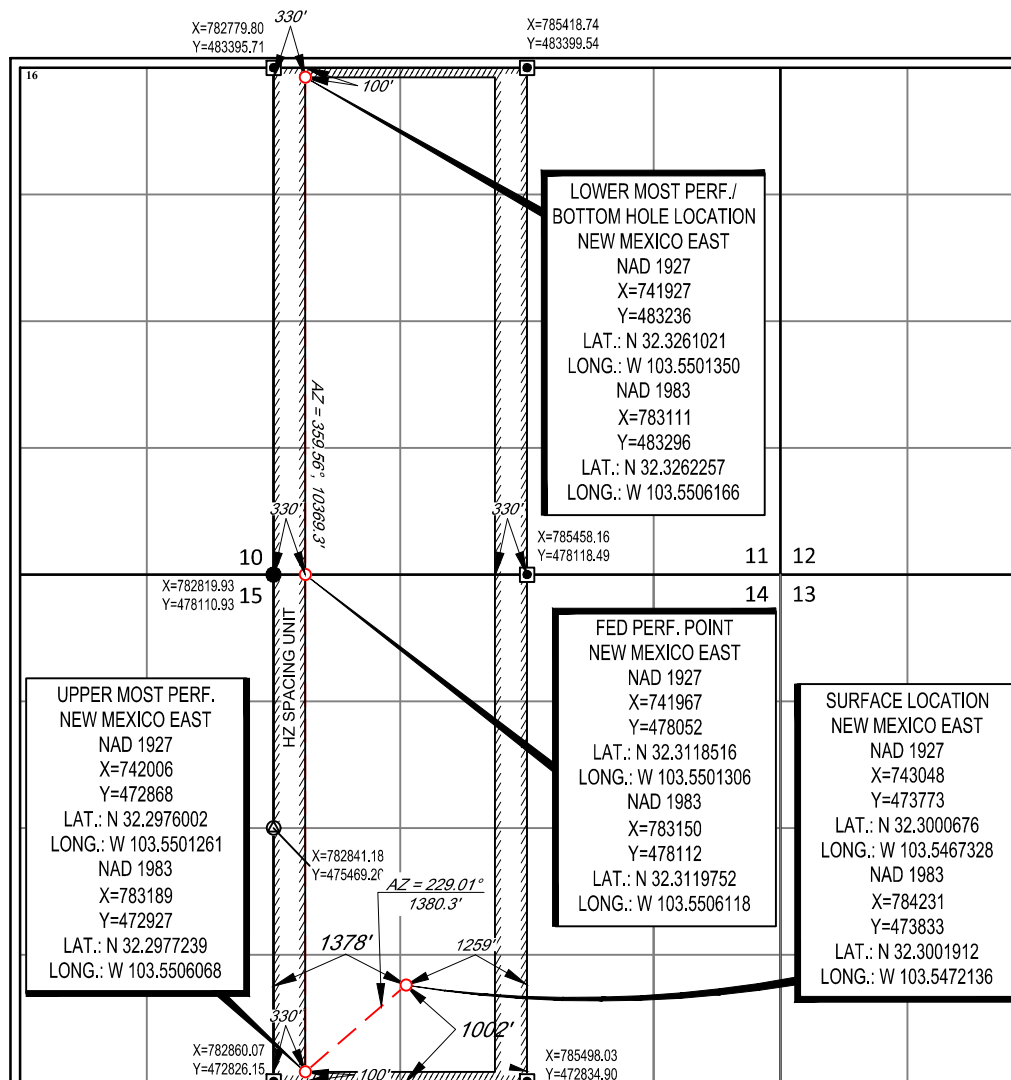 X=782779.80
Y=483395.71
330'
X=785418.74
Y=483399.54
16
100'
LOWER MOST PERF./
BOTTOM HOLE LOCATION
NEW MEXICO EAST
NAD 1927
X=741927
Y=483236
LAT.: N 32.3261021
LONG.: W 103.5501350
NAD 1983
X=783111
Y=483296
LAT.: N 32.3262257
LONG.: W 103.5506166
AZ = 359.56°, 10369.3'
330'
330'
X=785458.16
Y=478118.49
10
11
12
X=782819.93
Y=478110.93
15
14
13
HZ SPACING UNIT
FED PERF. POINT
NEW MEXICO EAST
NAD 1927
X=741967
Y=478052
LAT.: N 32.3118516
LONG.: W 103.5501306
NAD 1983
X=783150
Y=478112
LAT.: N 32.3119752
LONG.: W 103.5506118
UPPER MOST PERF.
NEW MEXICO EAST
NAD 1927
X=742006
Y=472868
LAT.: N 32.2976002
LONG.: W 103.5501261
NAD 1983
X=783189
Y=472927
LAT.: N 32.2977239
LONG.: W 103.5506068
SURFACE LOCATION
NEW MEXICO EAST
NAD 1927
X=743048
Y=473773
LAT.: N 32.3000676
LONG.: W 103.5467328
NAD 1983
X=784231
Y=473833
LAT.: N 32.3001912
LONG.: W 103.5472136
X=782841.18
Y=475469.26
AZ = 229.01°
1380.3'
1378'
1259'
330'
1002'
X=782860.07
Y=472826.15
100'
X=785498.03
Y=472834.90